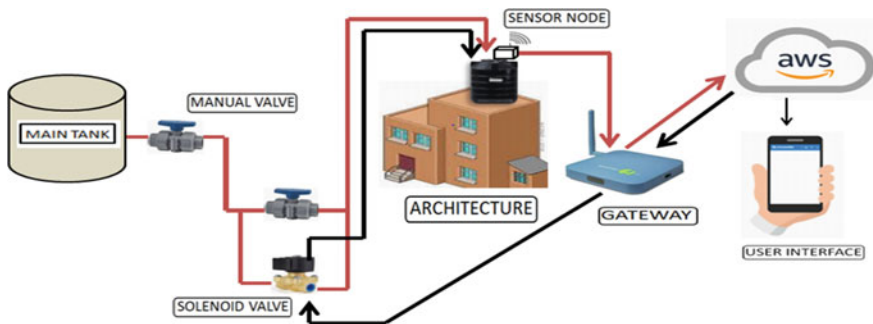 SENSOR NODE
aws
MANUAL VALVE
MAIN TANK
ARCHITECTURE
GATEWAY
USER INTERFACE
SOLENOID VALVE